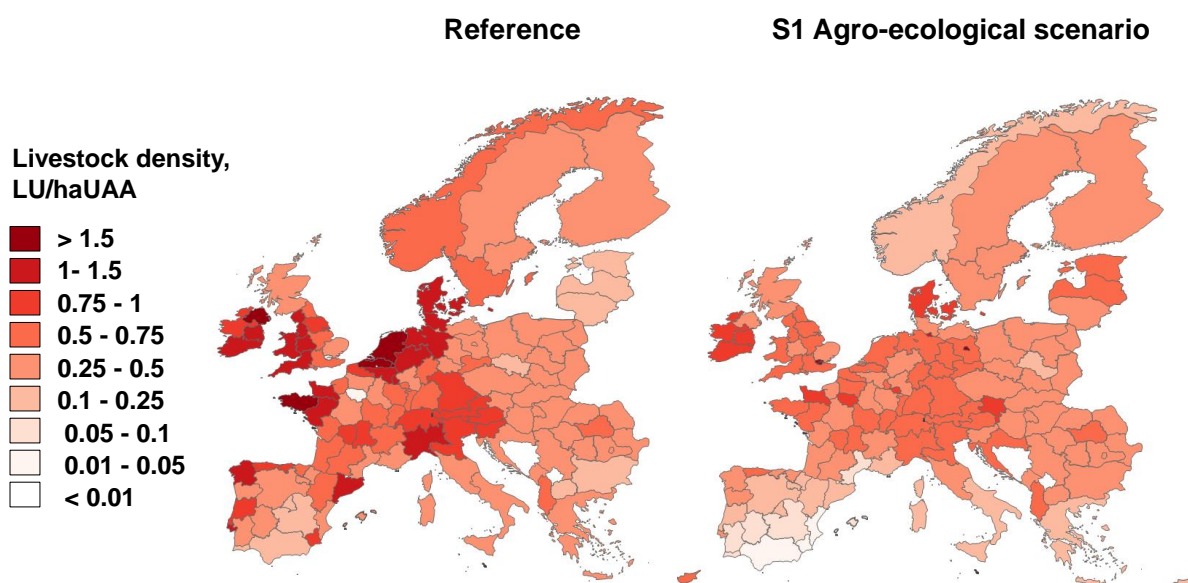 Reference
S1 Agro-ecological scenario
Livestock density,
LU/haUAA
> 1.5
1- 1.5
0.75 - 1
0.5 - 0.75
0.25 - 0.5
0.1 - 0.25
0.05 - 0.1
0.01 - 0.05
< 0.01